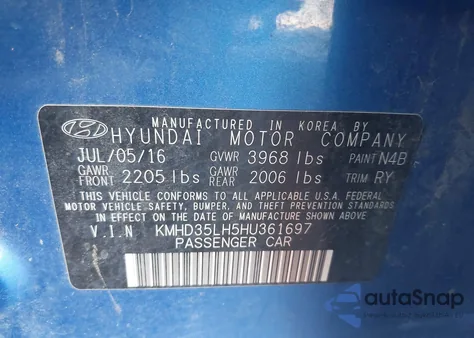 MANUFACTURED IN KOREA BY
HYUNDAI MOTOR COMPANY
JUL/05/16 GVWR 3968 lbs PAINT N4B
GAWR FRONT 2205 lbs GAWR REAR 2006 lbs TRIM RY
THIS VEHICLE CONFORMS TO ALL APPLICABLE U.S.A. FEDERAL
MOTOR VEHICLE SAFETY, BUMPER, AND THEFT PREVENTION STANDARDS
IN EFFECT ON THE DATE OF MANUFACTURE SHOWN ABOVE.
V.I.N KMHD35LH5HU361697
PASSENGER CAR
autoSnap